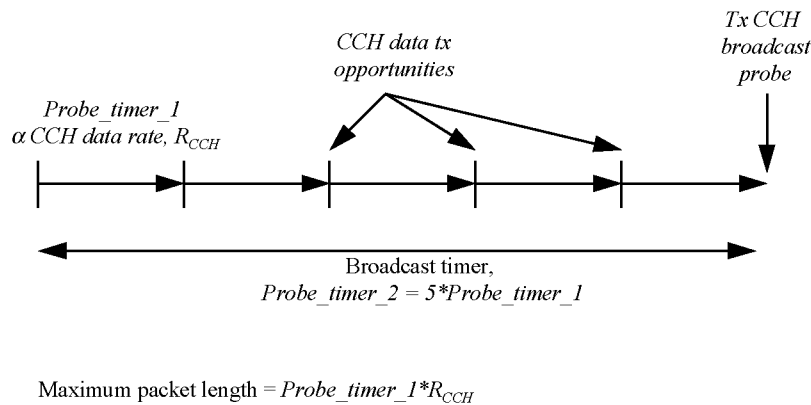 Tx CCH
broadcast
probe
CCH data tx
opportunities
Probe_timer_1
α CCH data rate, R_CCH
Broadcast timer,
Probe_timer_2 = 5*Probe_timer_1
Maximum packet length = Probe_timer_1*R_CCH